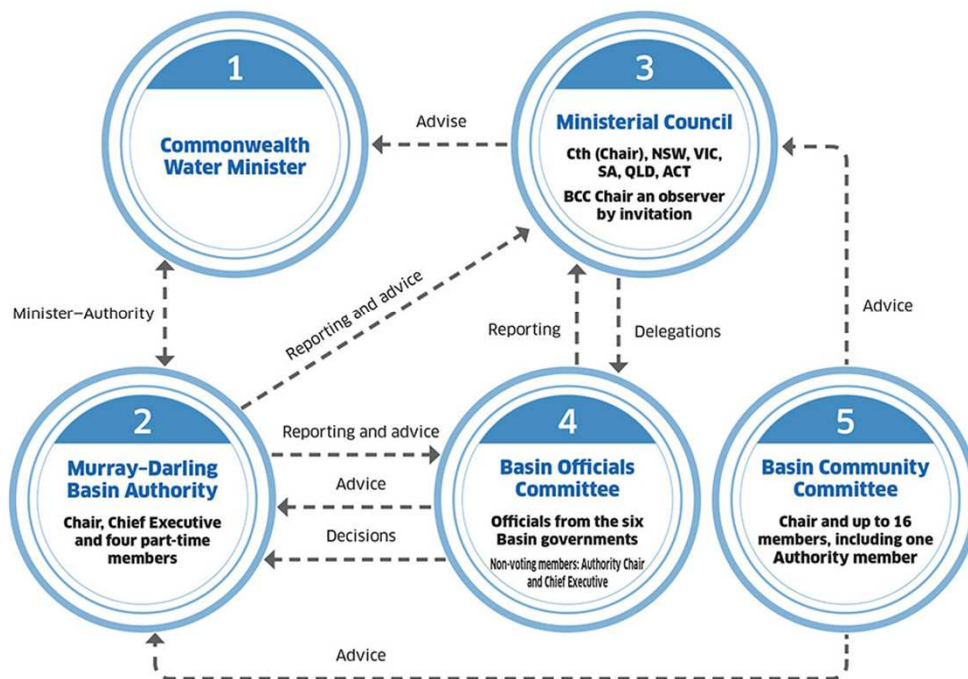 1
Commonwealth
Water Minister
Advise
3
Ministerial Council
Cth (Chair), NSW, VIC,
SA, QLD, ACT
BCC Chair an observer
by invitation
Minister–Authority
Reporting and advice
Reporting
Delegations
Advice
2
Murray–Darling
Basin Authority
Chair, Chief Executive
and four part-time
members
Reporting and advice
Advice
Decisions
4
Basin Officials
Committee
Officials from the six
Basin governments
Non-voting members: Authority Chair
and Chief Executive
5
Basin Community
Committee
Chair and up to 16
members, including one
Authority member
Advice